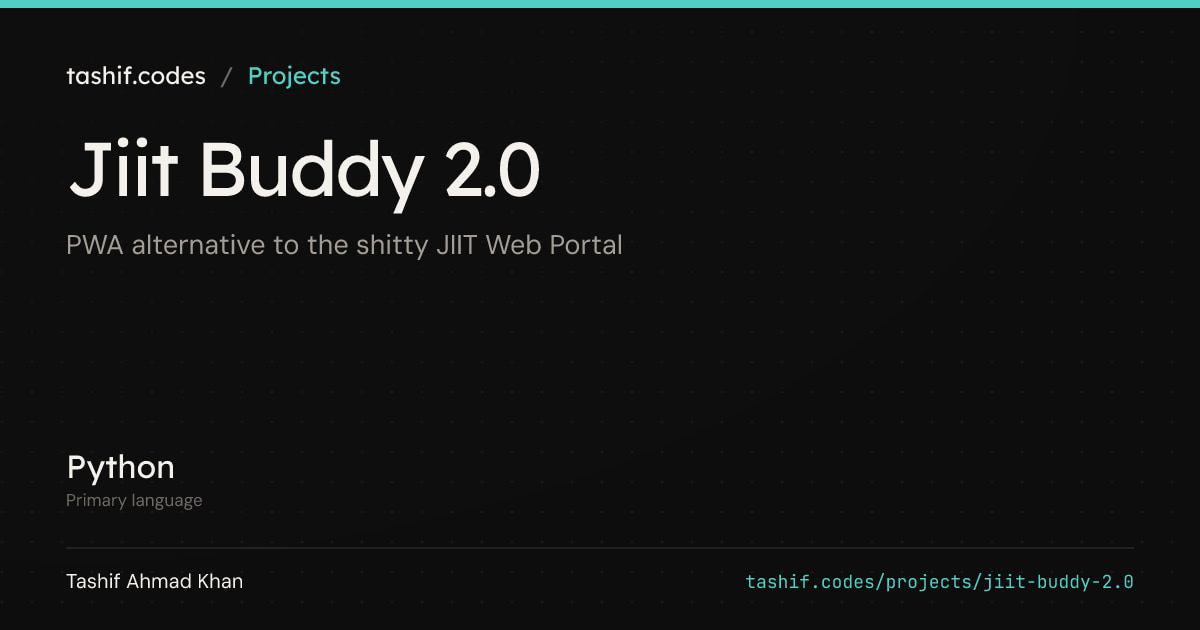 tashif.codes / Projects
Jiit Buddy 2.0
PWA alternative to the shitty JIIT Web Portal
Python
Primary language
Tashif Ahmad Khan
tashif.codes/projects/jiit-buddy-2.0